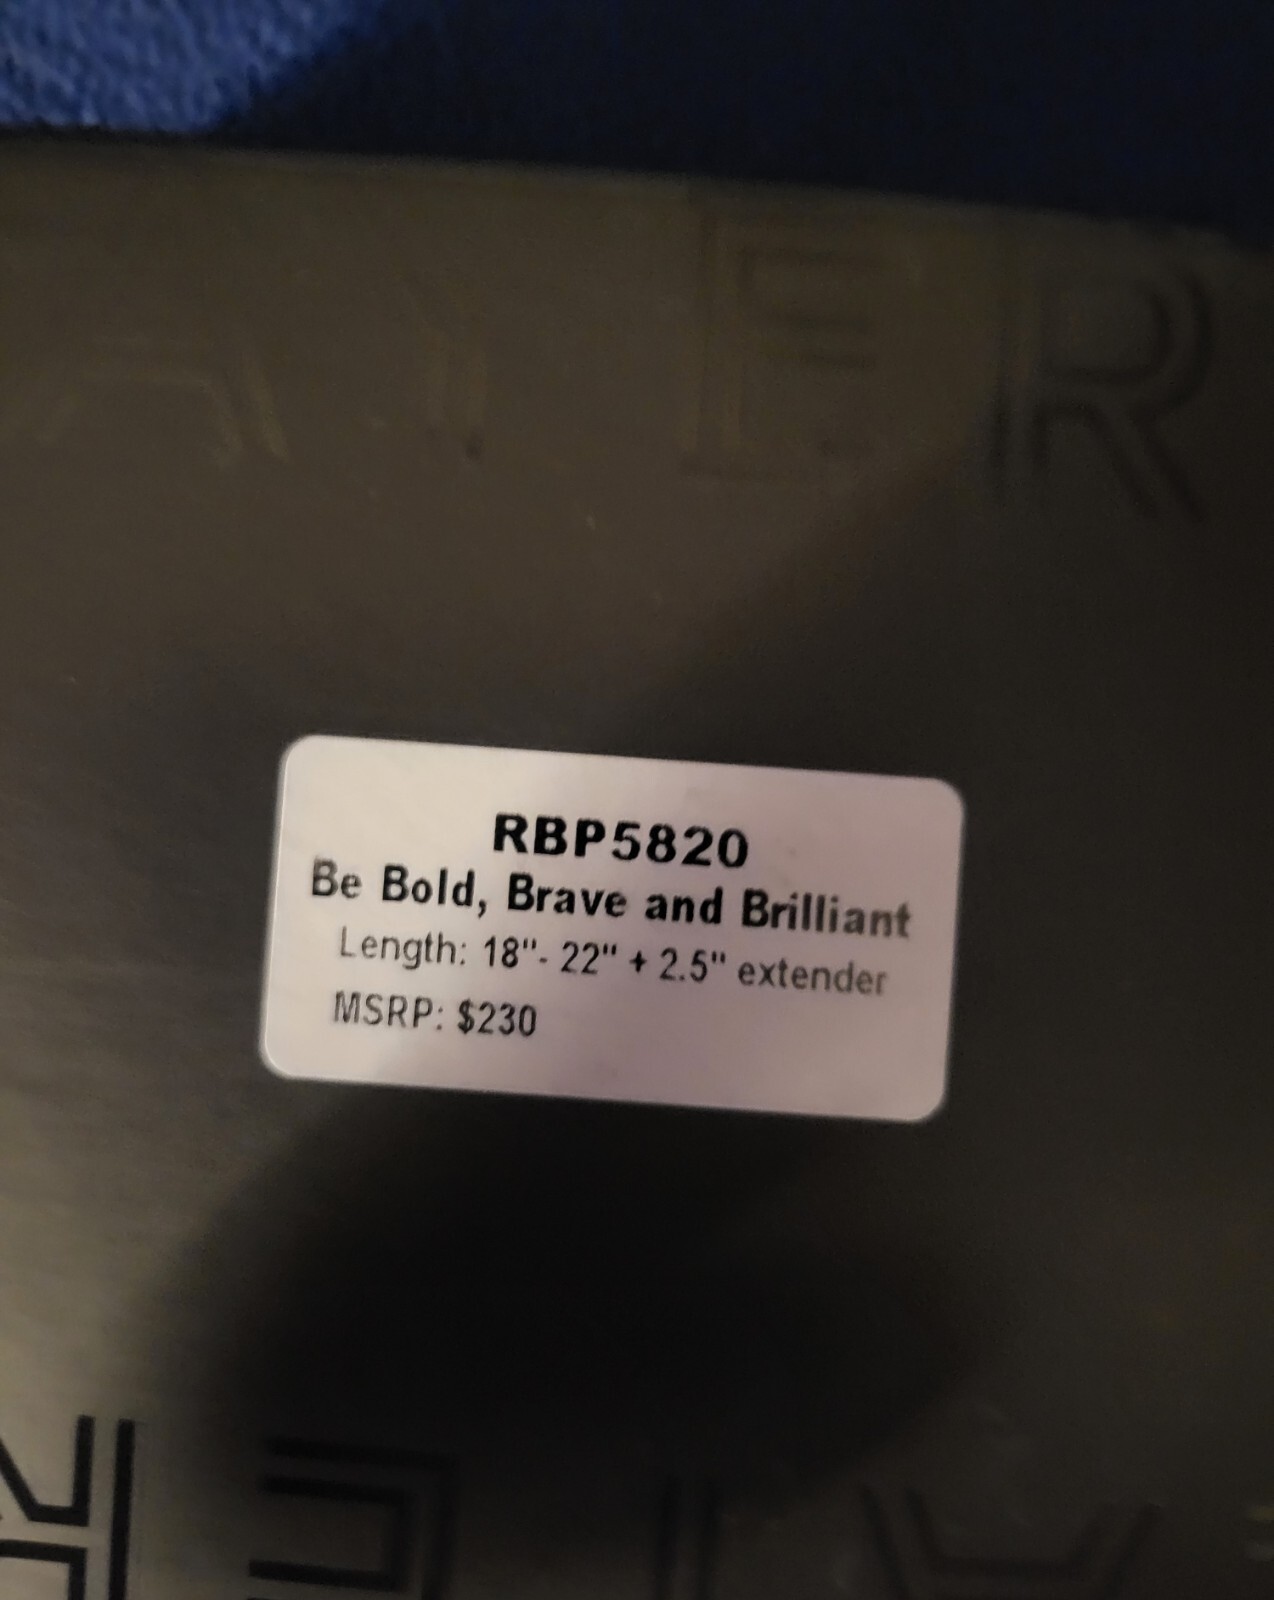 RBP5820
Be Bold, Brave and Brilliant
Length: 18"- 22" + 2.5" extender
MSRP: $230